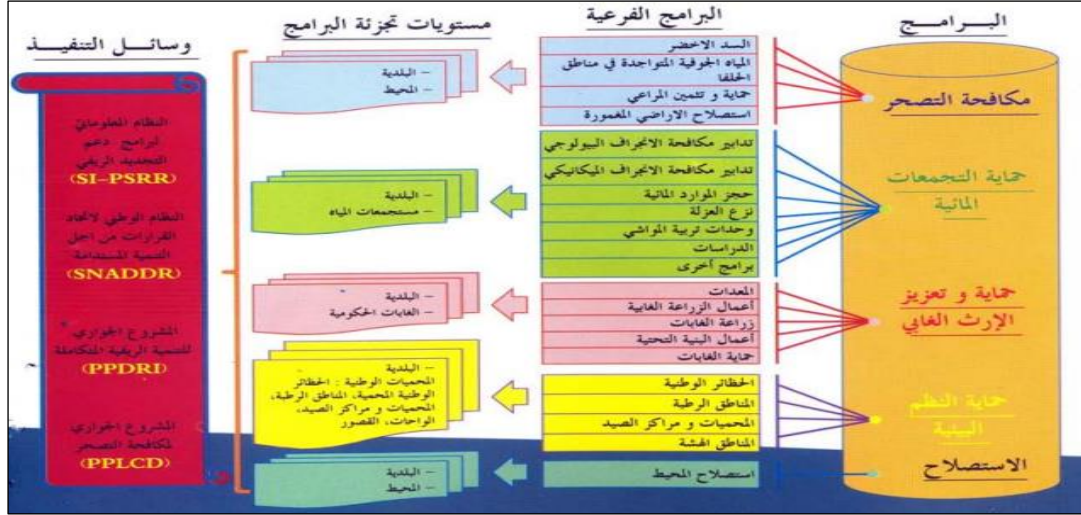 البرامج
البرامج الفرعية
مستويات تجزئة البرامج
وسائل التنفيذ
مكافحة التصحر
السد الاخضر
المياه الجوفية المتواجدة في مناطق
الحلفا
حماية و تثمين المراعي
استصلاح الاراضي المغمورة
– البلدية
– المحيط
حماية التجمعات
المائية
تدابير مكافحة الانجراف البيولوجي
تدابير مكافحة الانجراف الميكانيكي
حجز الموارد المائية
نزع العزلة
وحدات تربية المواشي
الدراسات
برامج أخرى
– البلدية
– مستجمعات المياه
حماية و تعزيز
الإرث الغابي
المعدات
أعمال الزراعة الغابية
زراعة الغابات
أعمال البنية التحتية
حماية الغابات
– البلدية
– الغابات الحكومية
حماية النظم
البيئية
الحظائر الوطنية
المناطق الرطبة
المحميات و مراكز الصيد
المناطق الهشة
– البلدية
المحميات الوطنية : الحظائر
الوطنية المحمية، المناطق الرطبة،
المحميات و مراكز الصيد،
الواحات، القصور
الاستصلاح
استصلاح المحيط
– البلدية
– المحيط
النظام المعلوماتي
لبرامج دعم
التجديد الريفي
(SI-PSRR)
النظام الوطني لاتخاذ
القرارات من اجل
التنمية المستدامة
(SNADDR)
المشروع الجواري
للتنمية الريفية المتكاملة
(PPDRI)
المشروع الجواري
لمكافحة التصحر
(PPLCD)